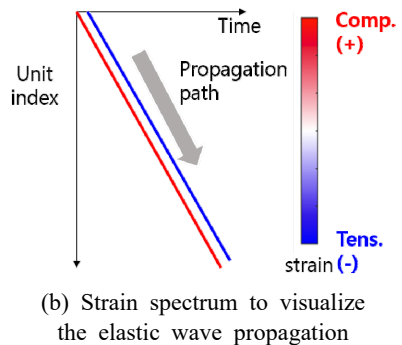 Time
Unit
index
Propagation
path
Comp.
(+)
Tens.
strain (-)
(b) Strain spectrum to visualize
the elastic wave propagation